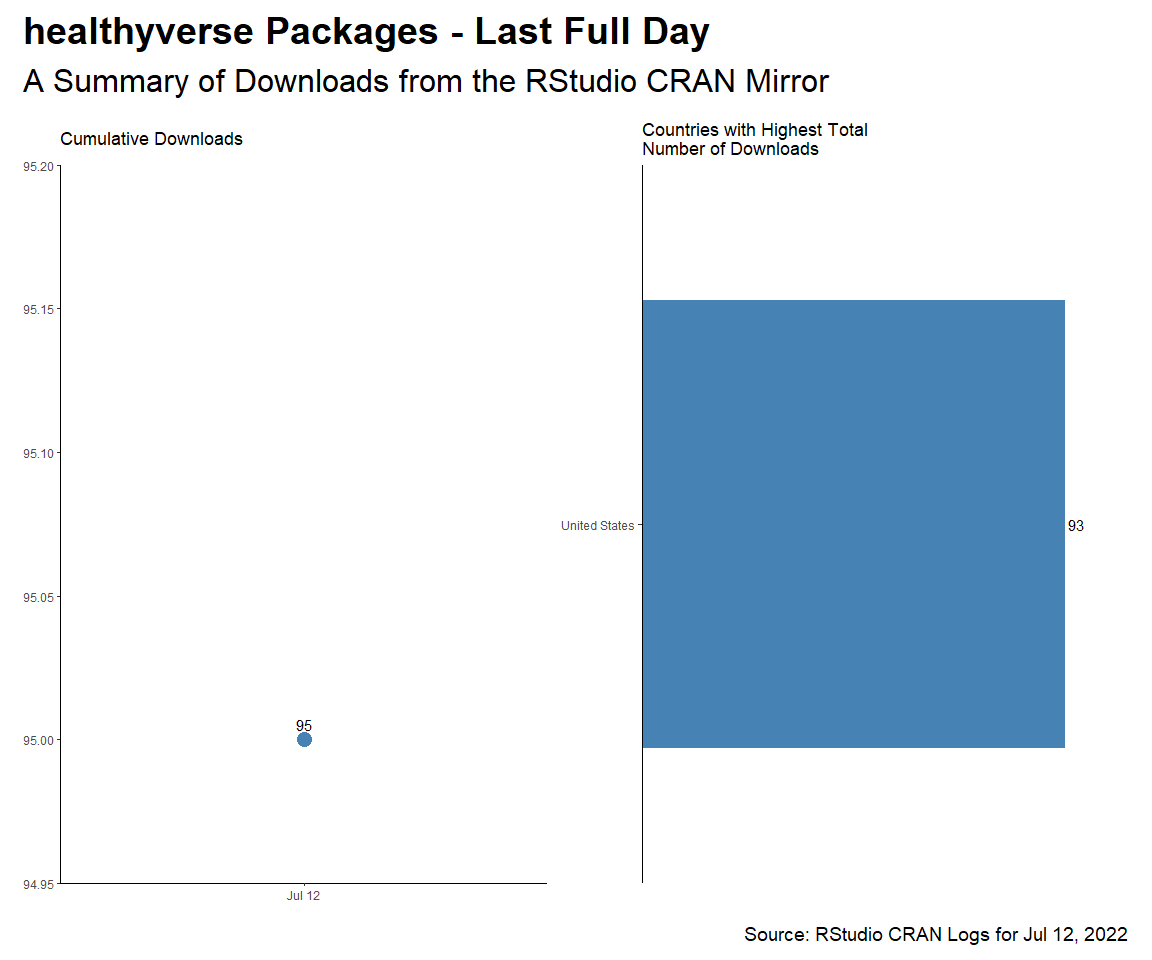 healthyverse Packages - Last Full Day
A Summary of Downloads from the RStudio CRAN Mirror
Cumulative Downloads
95.20
95.15
95.10
95.05
95.00
94.95
95
Jul 12
Countries with Highest Total
Number of Downloads
United States
93
Source: RStudio CRAN Logs for Jul 12, 2022